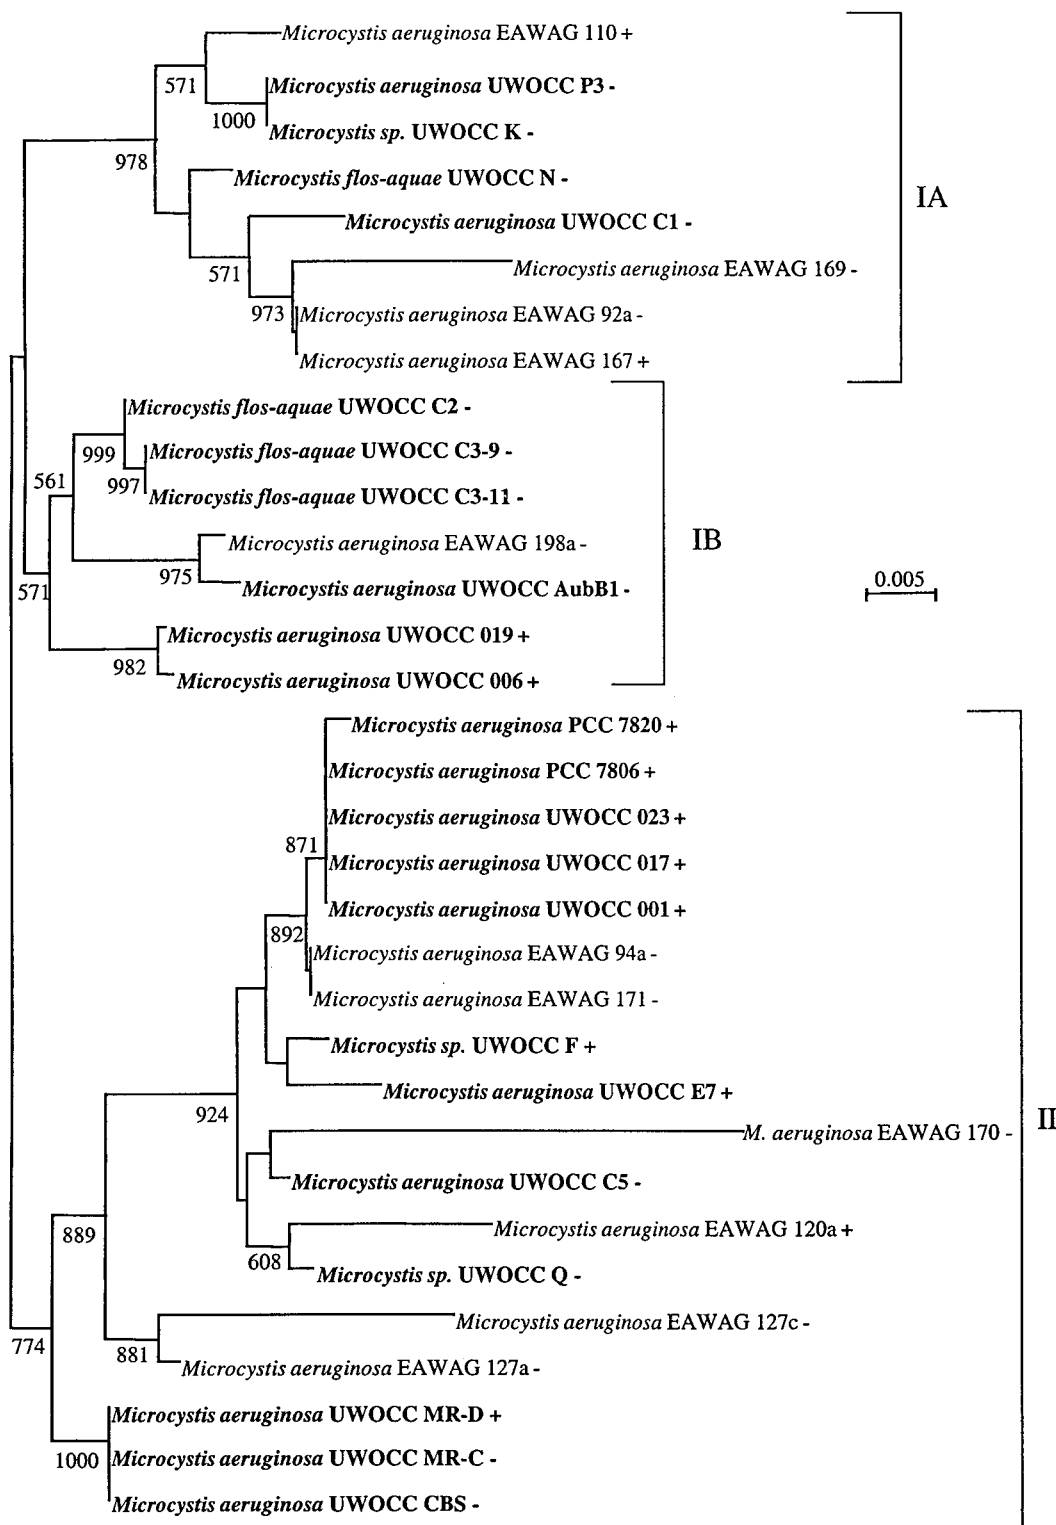 Microcystis aeruginosa EAWAG 110 +
571
Microcystis aeruginosa UWOCC P3 -
1000
Microcystis sp. UWOCC K -
978
Microcystis flos-aquae UWOCC N -
IA
Microcystis aeruginosa UWOCC C1 -
571
Microcystis aeruginosa EAWAG 169 -
973
Microcystis aeruginosa EAWAG 92a -
Microcystis aeruginosa EAWAG 167 +
Microcystis flos-aquae UWOCC C2 -
999
Microcystis flos-aquae UWOCC C3-9 -
561
997
Microcystis flos-aquae UWOCC C3-11 -
IB
Microcystis aeruginosa EAWAG 198a -
975
0.005
571
Microcystis aeruginosa UWOCC AubB1 -
Microcystis aeruginosa UWOCC 019 +
982
Microcystis aeruginosa UWOCC 006 +
Microcystis aeruginosa PCC 7820 +
Microcystis aeruginosa PCC 7806 +
Microcystis aeruginosa UWOCC 023 +
871
Microcystis aeruginosa UWOCC 017 +
Microcystis aeruginosa UWOCC 001 +
892
Microcystis aeruginosa EAWAG 94a -
Microcystis aeruginosa EAWAG 171 -
Microcystis sp. UWOCC F +
Microcystis aeruginosa UWOCC E7 +
924
II
M. aeruginosa EAWAG 170 -
Microcystis aeruginosa UWOCC C5 -
889
Microcystis aeruginosa EAWAG 120a +
608
Microcystis sp. UWOCC Q -
Microcystis aeruginosa EAWAG 127c -
774
881
Microcystis aeruginosa EAWAG 127a -
Microcystis aeruginosa UWOCC MR-D +
1000
Microcystis aeruginosa UWOCC MR-C -
Microcystis aeruginosa UWOCC CBS -